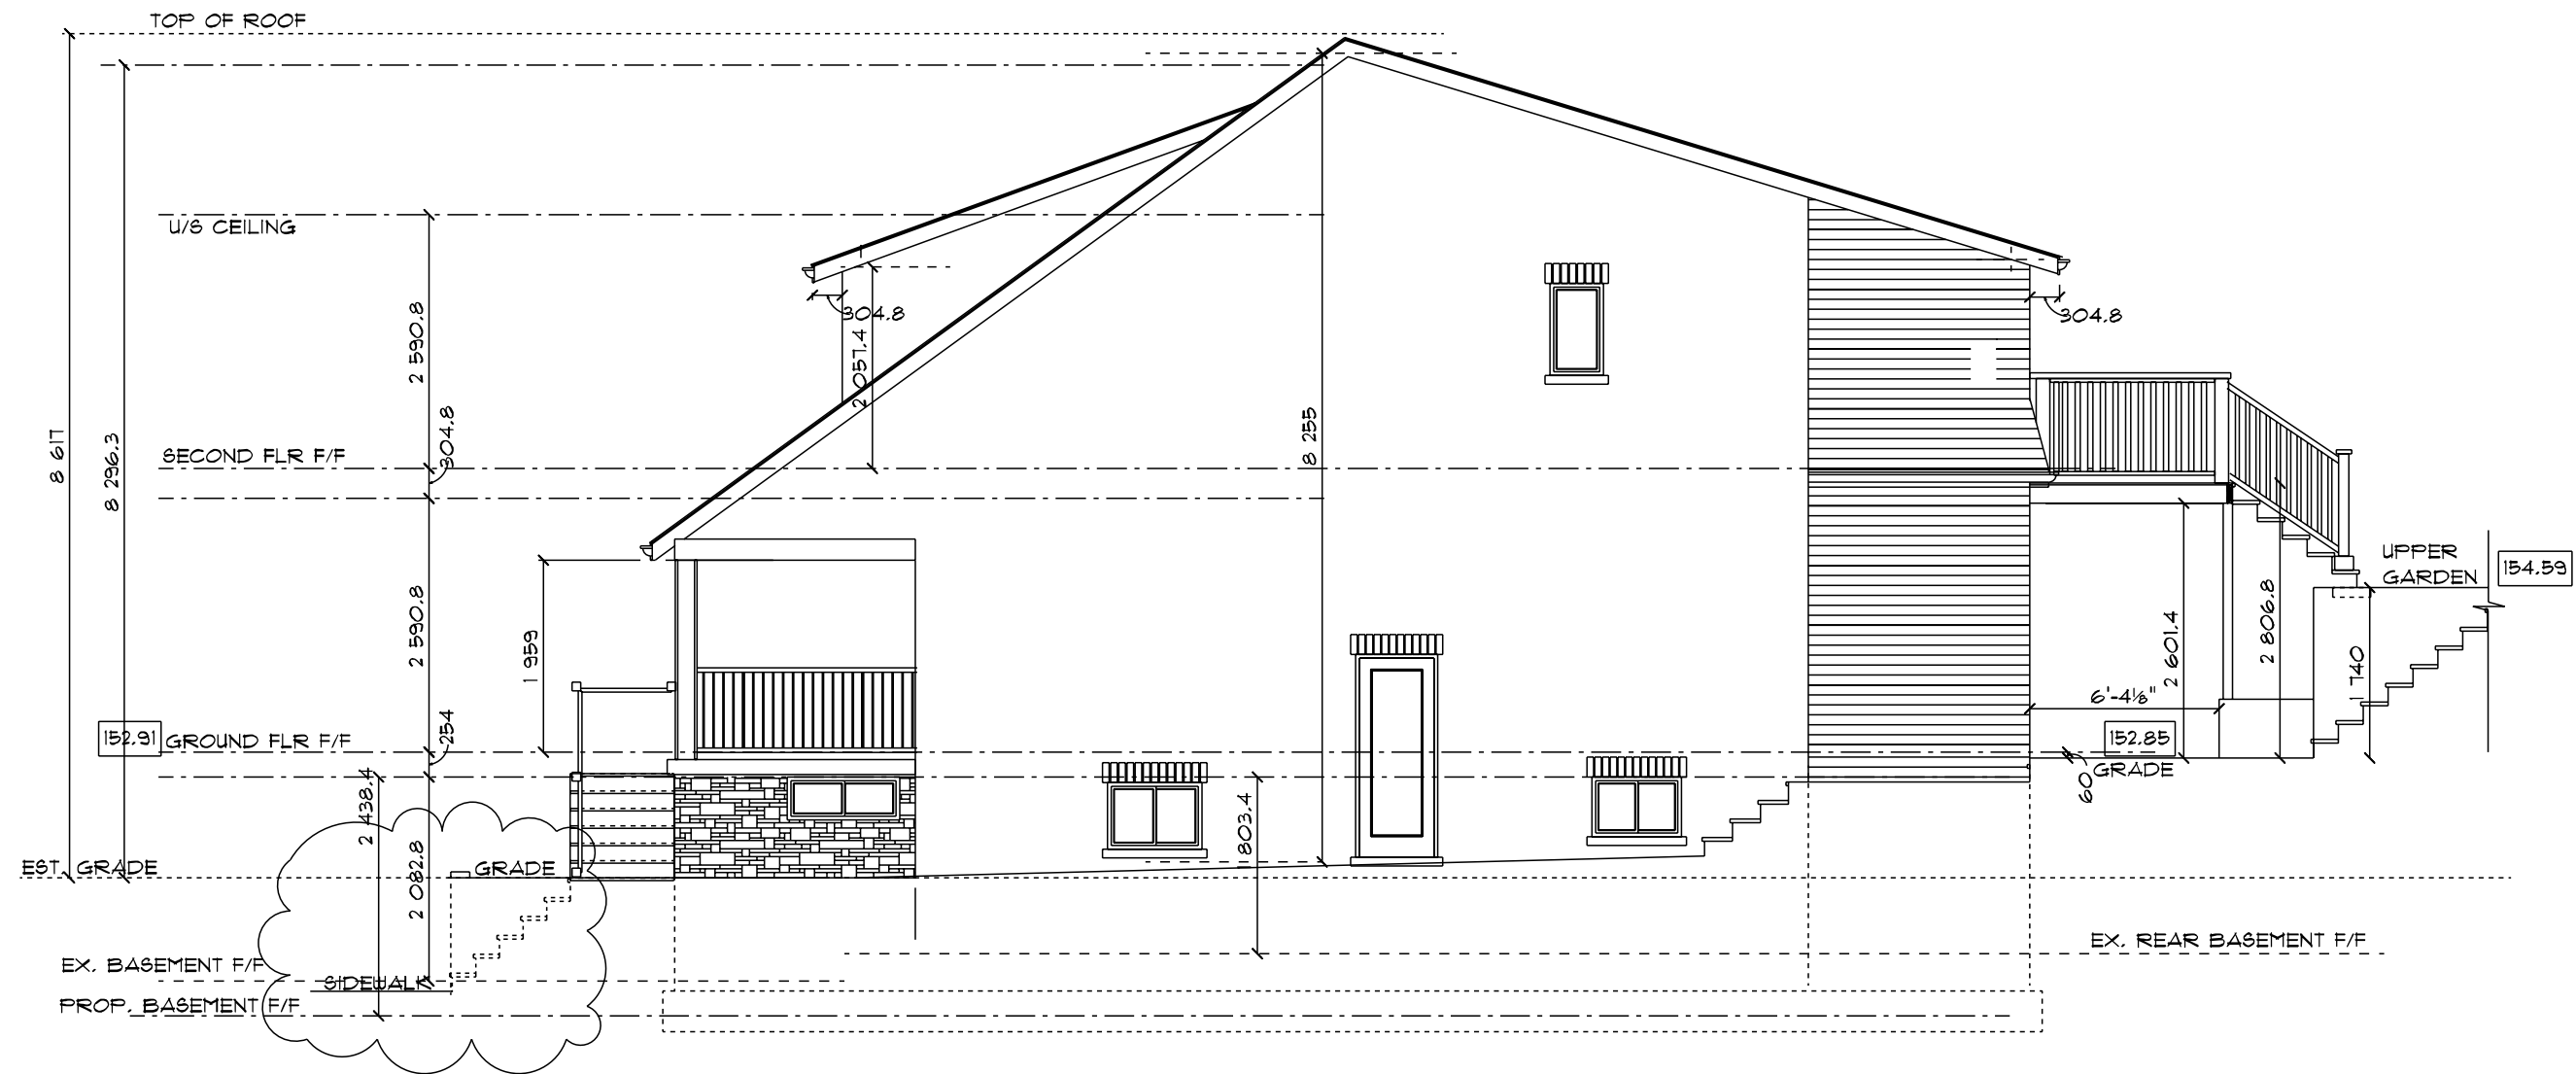 TOP OF ROOF
U/S CEILING
304.8
304.8
2 590.8
2 057.4
304.8
8 255
8 617
8 296.3
SECOND FLR F/F
UPPER
GARDEN
154.59
2 590.8
1 959
2 601.4
2 806.8
1 740
6'-4⅛"
254
152.91
GROUND FLR F/F
152.85
GRADE
60
2 438.4
1 803.4
2 082.8
EST. GRADE
GRADE
EX. REAR BASEMENT F/F
EX. BASEMENT F/F
SIDEWALK
PROP. BASEMENT F/F